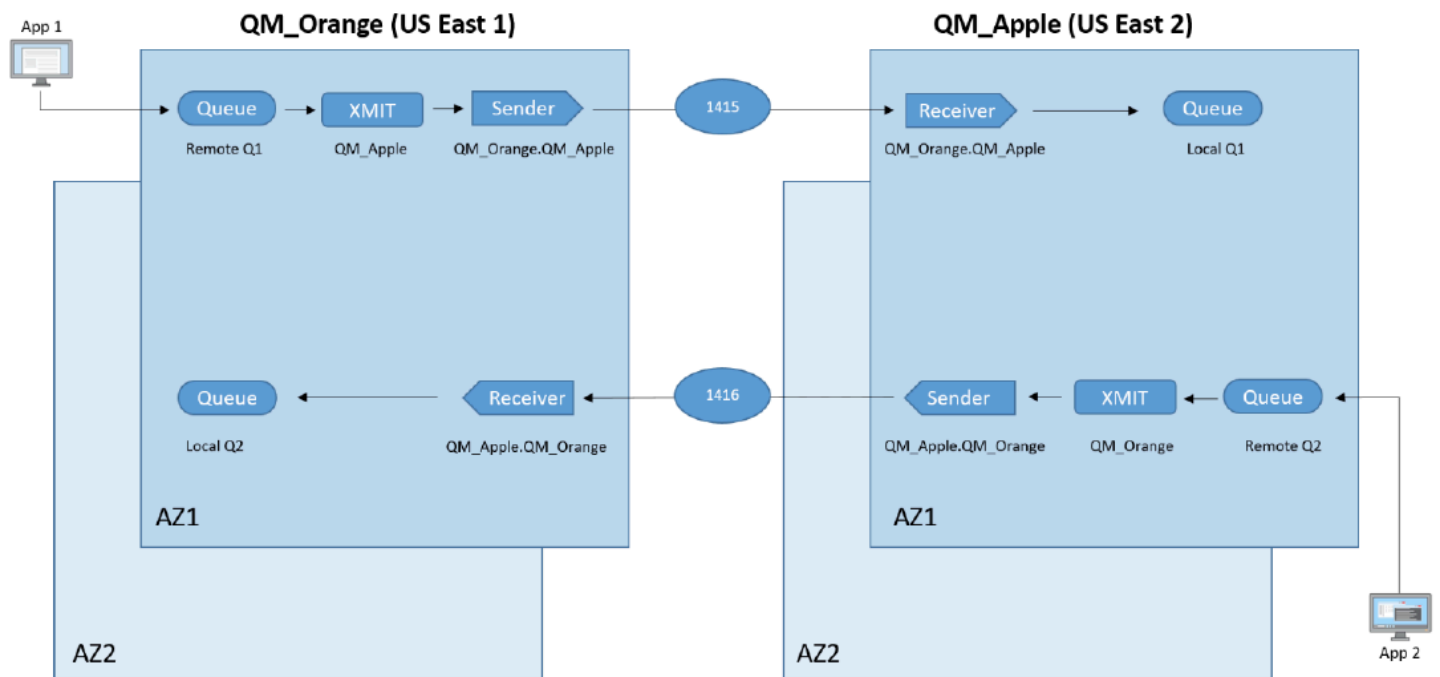 App 1
QM_Orange (US East 1)
QM_Apple (US East 2)
Queue
XMIT
Sender
1415
Receiver
Queue
Remote Q1
QM_Apple
QM_Orange.QM_Apple
QM_Orange.QM_Apple
Local Q1
Queue
Receiver
1416
Sender
XMIT
Queue
Local Q2
QM_Apple.QM_Orange
QM_Apple.QM_Orange
QM_Orange
Remote Q2
AZ1
AZ1
AZ2
AZ2
App 2